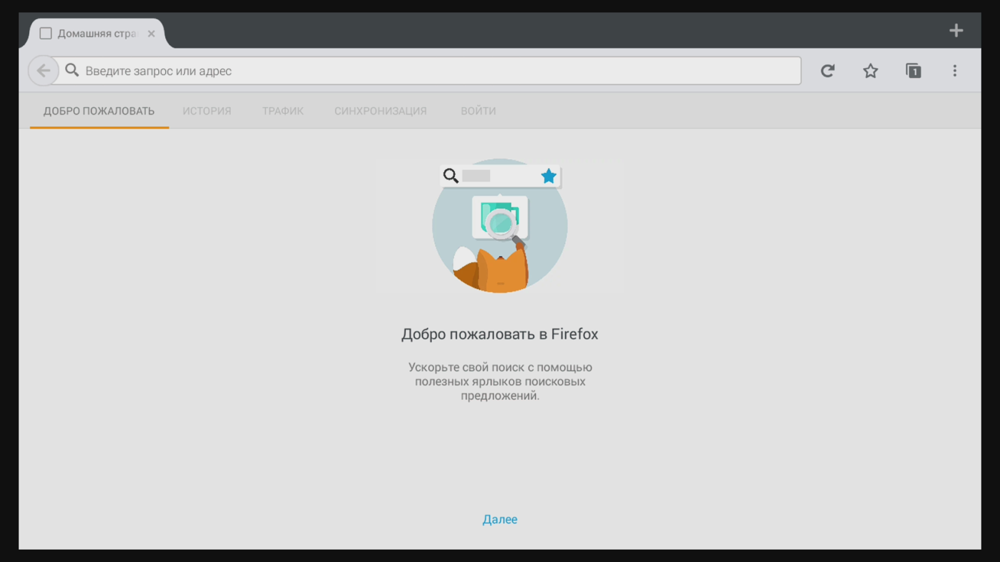 Домашняя стра
Введите запрос или адрес
1
ДОБРО ПОЖАЛОВАТЬ
ИСТОРИЯ
ТРАФИК
СИНХРОНИЗАЦИЯ
ВОЙТИ
Добро пожаловать в Firefox
Ускорьте свой поиск с помощью
полезных ярлыков поисковых
предложений.
Далее